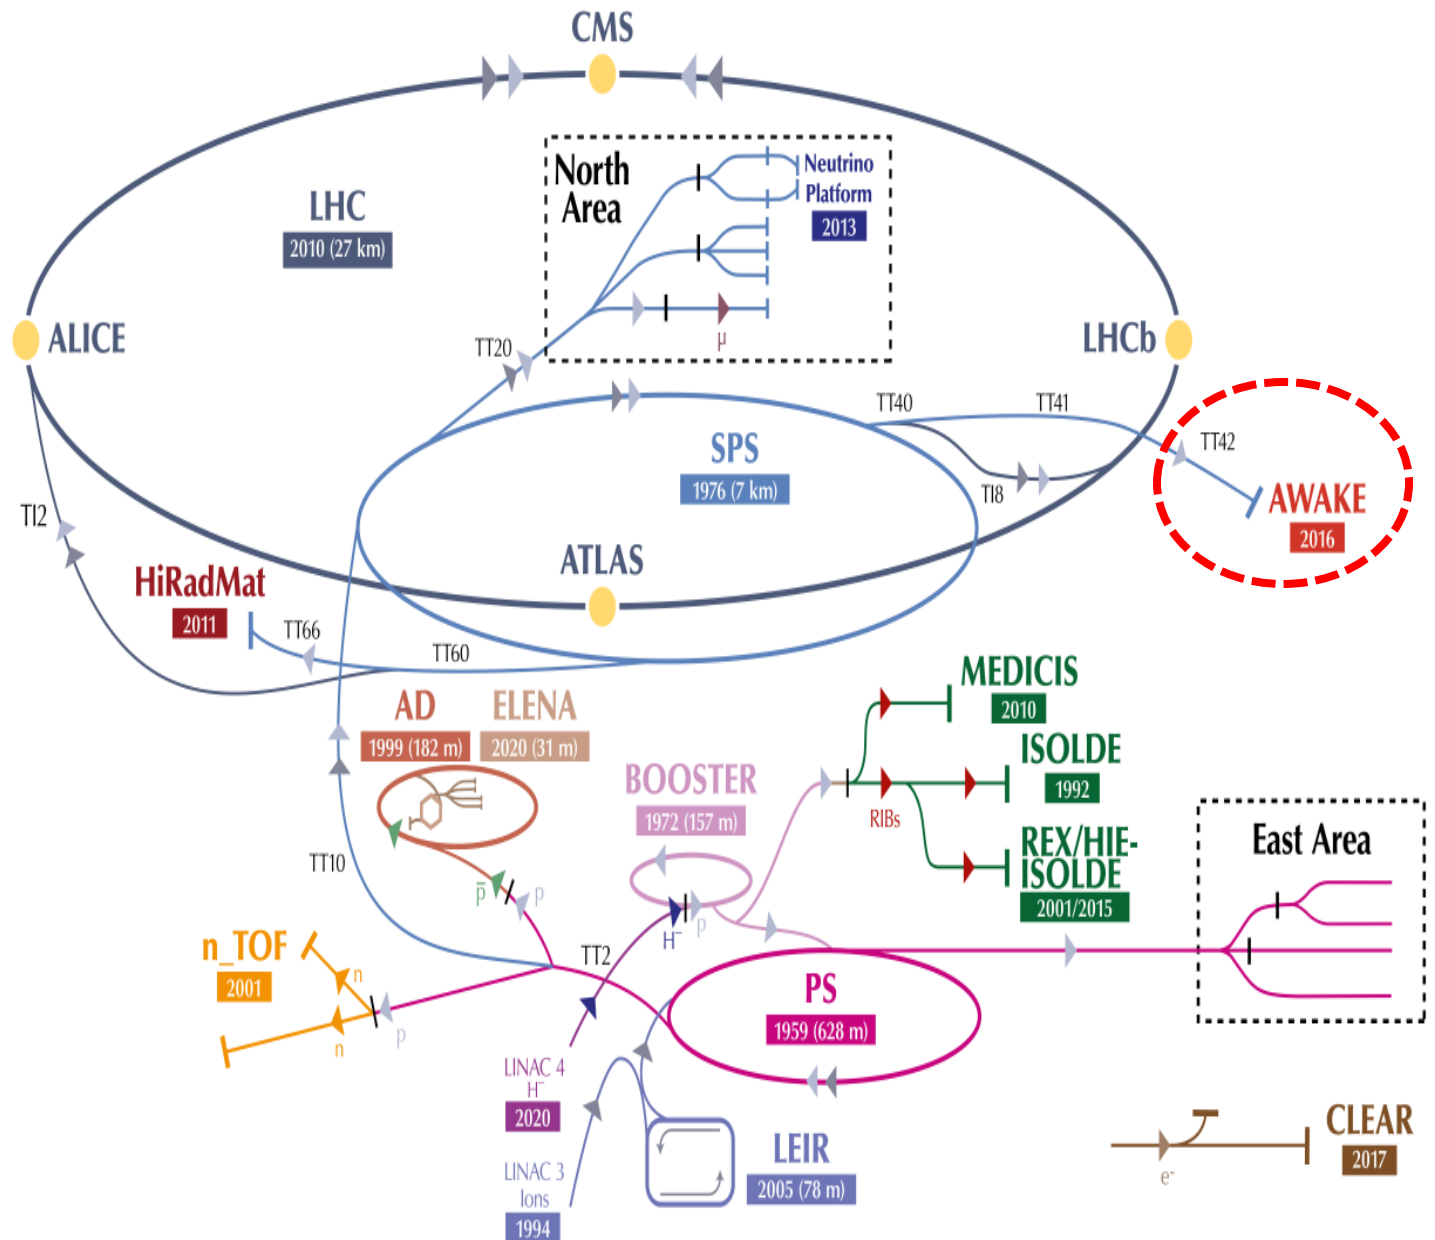 CMS
North
Area
Neutrino
Platform
2013
LHC
2010 (27 km)
μ
ALICE
LHCb
TT20
TT40
TT41
TT42
SPS
1976 (7 km)
TI8
AWAKE
2016
TI2
ATLAS
HiRadMat
2011
TT66
TT60
AD
1999 (182 m)
ELENA
2020 (31 m)
MEDICIS
2010
ISOLDE
1992
BOOSTER
1972 (157 m)
RIBs
REX/HIE-
ISOLDE
2001/2015
East Area
TT10
p̅
p
H⁻
p
n_TOF
2001
n
n
p
TT2
PS
1959 (628 m)
LINAC 4
H⁻
2020
LINAC 3
Ions
1994
LEIR
2005 (78 m)
CLEAR
2017
e⁻